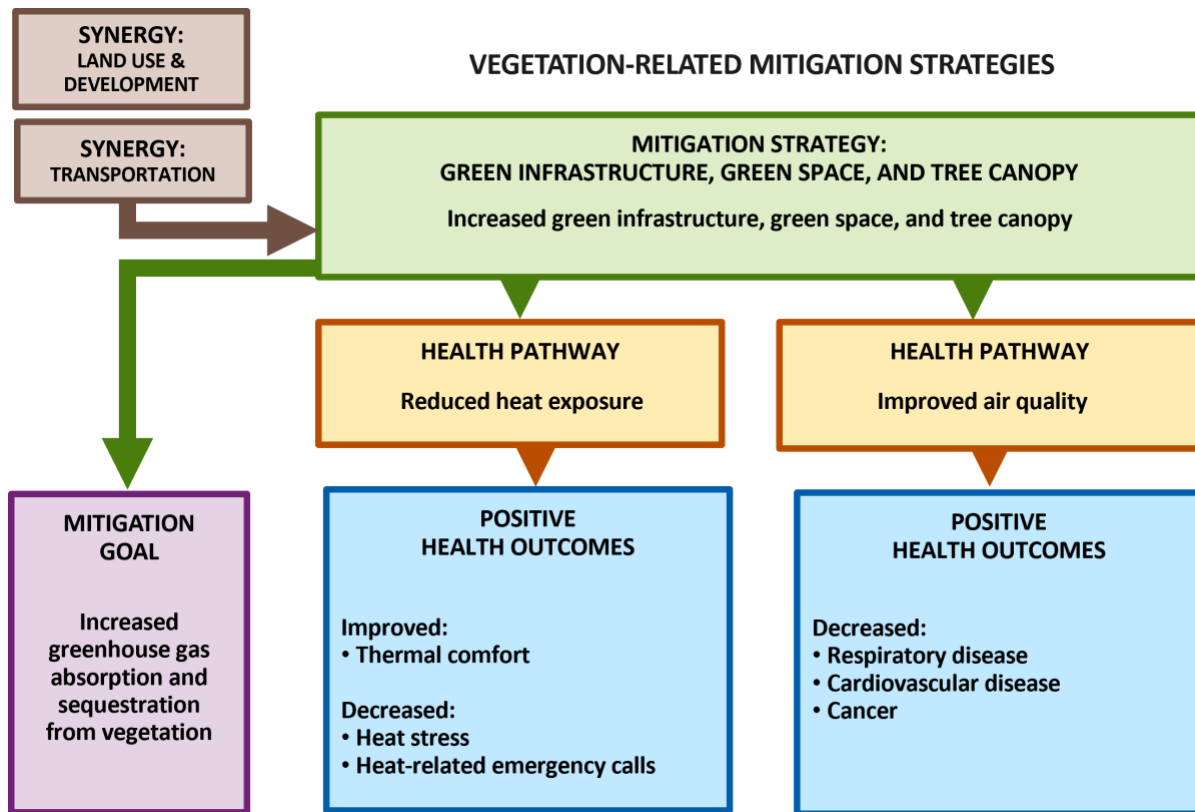 SYNERGY:
LAND USE &
DEVELOPMENT
VEGETATION-RELATED MITIGATION STRATEGIES
SYNERGY:
TRANSPORTATION
MITIGATION STRATEGY:
GREEN INFRASTRUCTURE, GREEN SPACE, AND TREE CANOPY
Increased green infrastructure, green space, and tree canopy
HEALTH PATHWAY
Reduced heat exposure
HEALTH PATHWAY
Improved air quality
MITIGATION
GOAL
Increased
greenhouse gas
absorption and
sequestration
from vegetation
POSITIVE
HEALTH OUTCOMES
Improved:
• Thermal comfort
Decreased:
• Heat stress
• Heat-related emergency calls
POSITIVE
HEALTH OUTCOMES
Decreased:
• Respiratory disease
• Cardiovascular disease
• Cancer